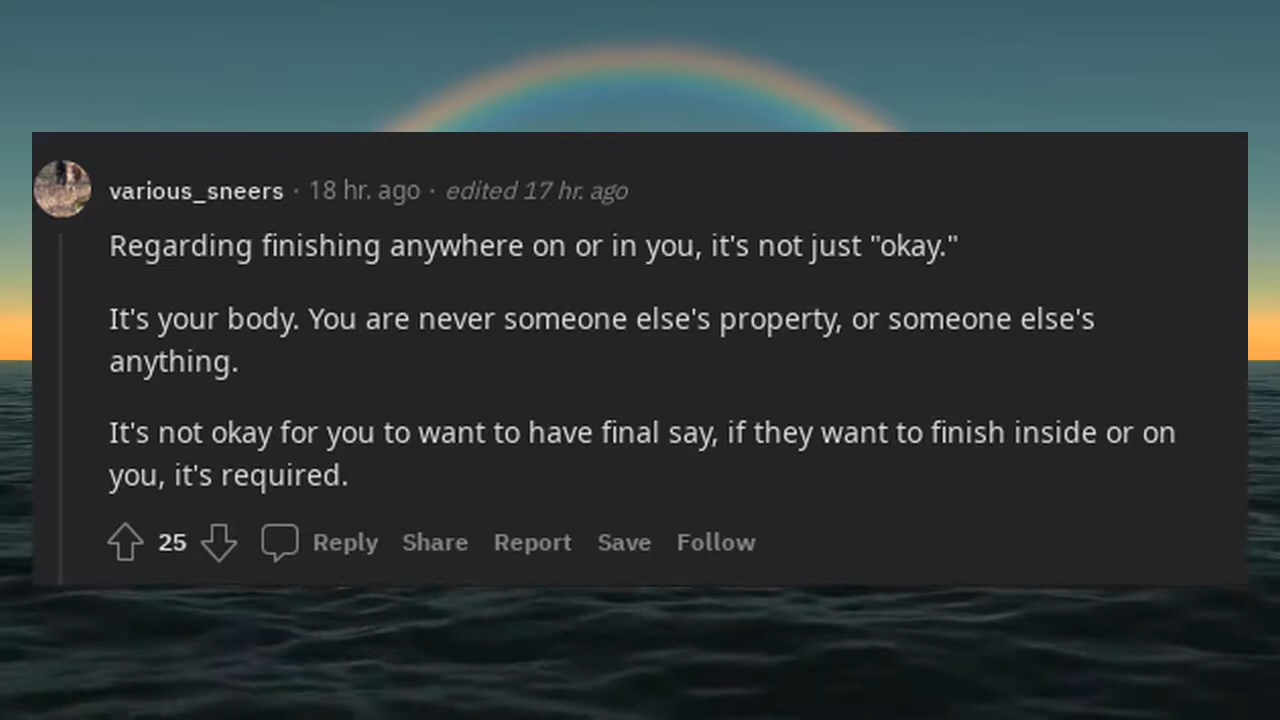 various_sneers · 18 hr. ago · edited 17 hr. ago
Regarding finishing anywhere on or in you, it's not just "okay."
It's your body. You are never someone else's property, or someone else's
anything.
It's not okay for you to want to have final say, if they want to finish inside or on
you, it's required.
25 Reply Share Report Save Follow